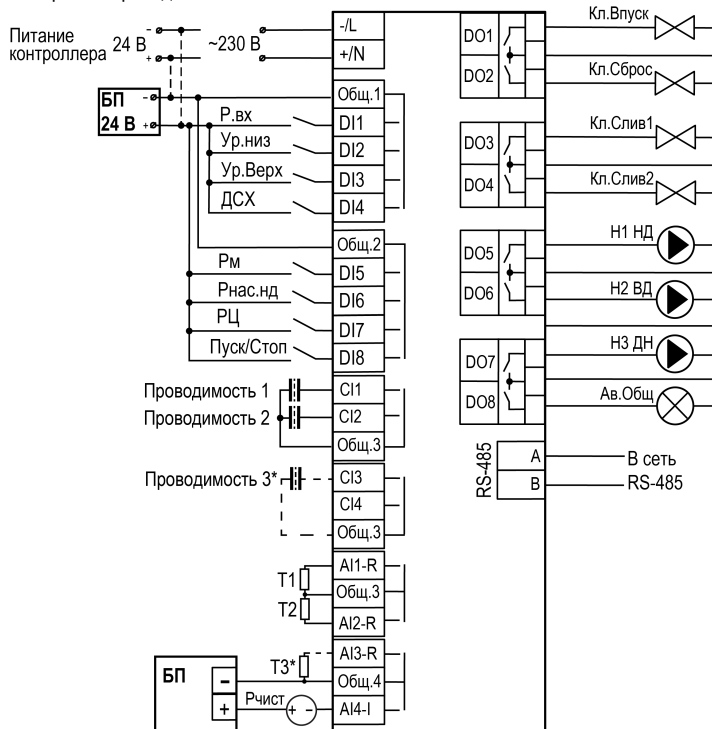 Питание контроллера
-
+
24 В
~230 В
-/L
+/N
БП
24 В
-
+
Общ.1
Р.вх
DI1
Ур.низ
DI2
Ур.Верх
DI3
ДСХ
DI4
Общ.2
Рм
DI5
Рнас.нд
DI6
РЦ
DI7
Пуск/Стоп
DI8
Проводимость 1
CI1
Проводимость 2
CI2
Общ.3
Проводимость 3*
CI3
CI4
Общ.3
T1
AI1-R
Общ.3
T2
AI2-R
T3*
AI3-R
БП
-
Общ.4
+
Рчист
+ -
AI4-I
DO1
Кл.Впуск
DO2
Кл.Сброс
DO3
Кл.Слив1
DO4
Кл.Слив2
DO5
Н1 НД
DO6
Н2 ВД
DO7
Н3 ДН
DO8
Ав.Общ
RS-485
A
В сеть
B
RS-485